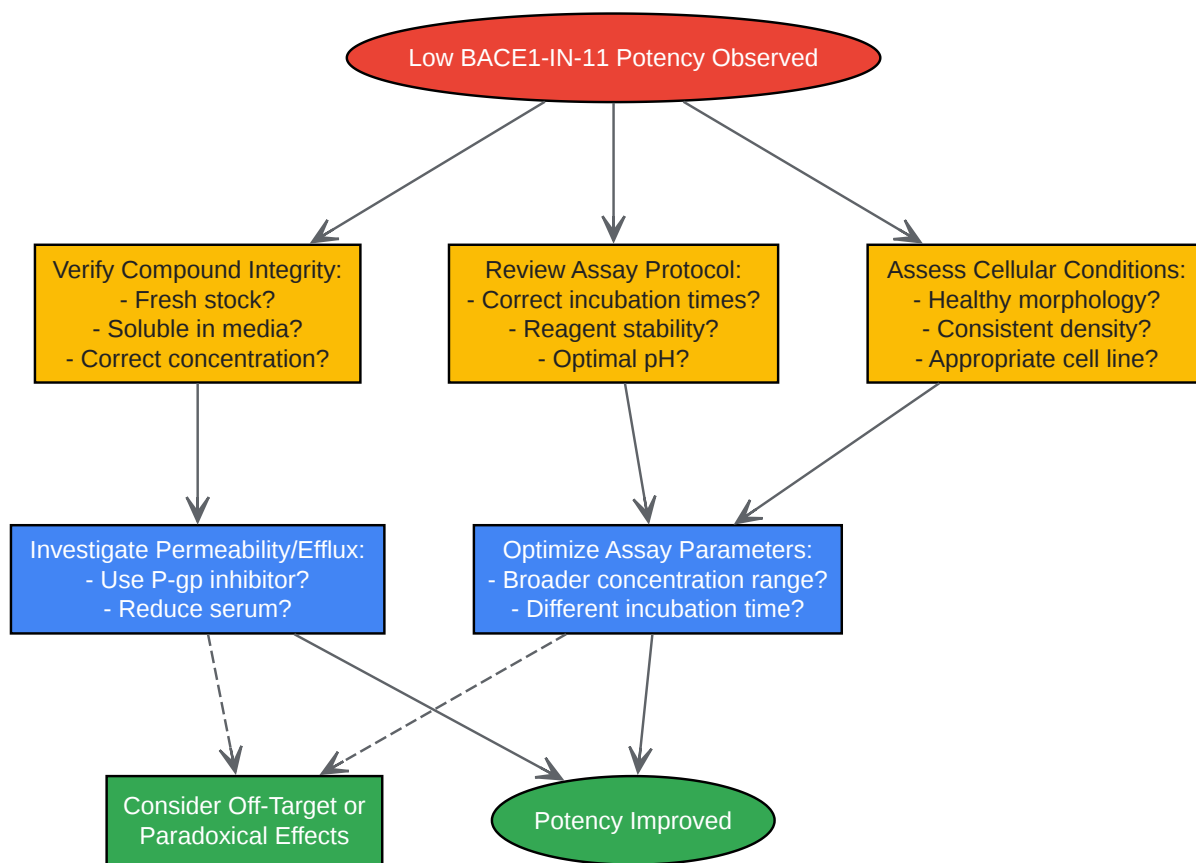 Low BACE1-IN-11 Potency Observed
Verify Compound Integrity:
- Fresh stock?
- Soluble in media?
- Correct concentration?
Review Assay Protocol:
- Correct incubation times?
- Reagent stability?
- Optimal pH?
Assess Cellular Conditions:
- Healthy morphology?
- Consistent density?
- Appropriate cell line?
Investigate Permeability/Efflux:
- Use P-gp inhibitor?
- Reduce serum?
Optimize Assay Parameters:
- Broader concentration range?
- Different incubation time?
Consider Off-Target or
Paradoxical Effects
Potency Improved